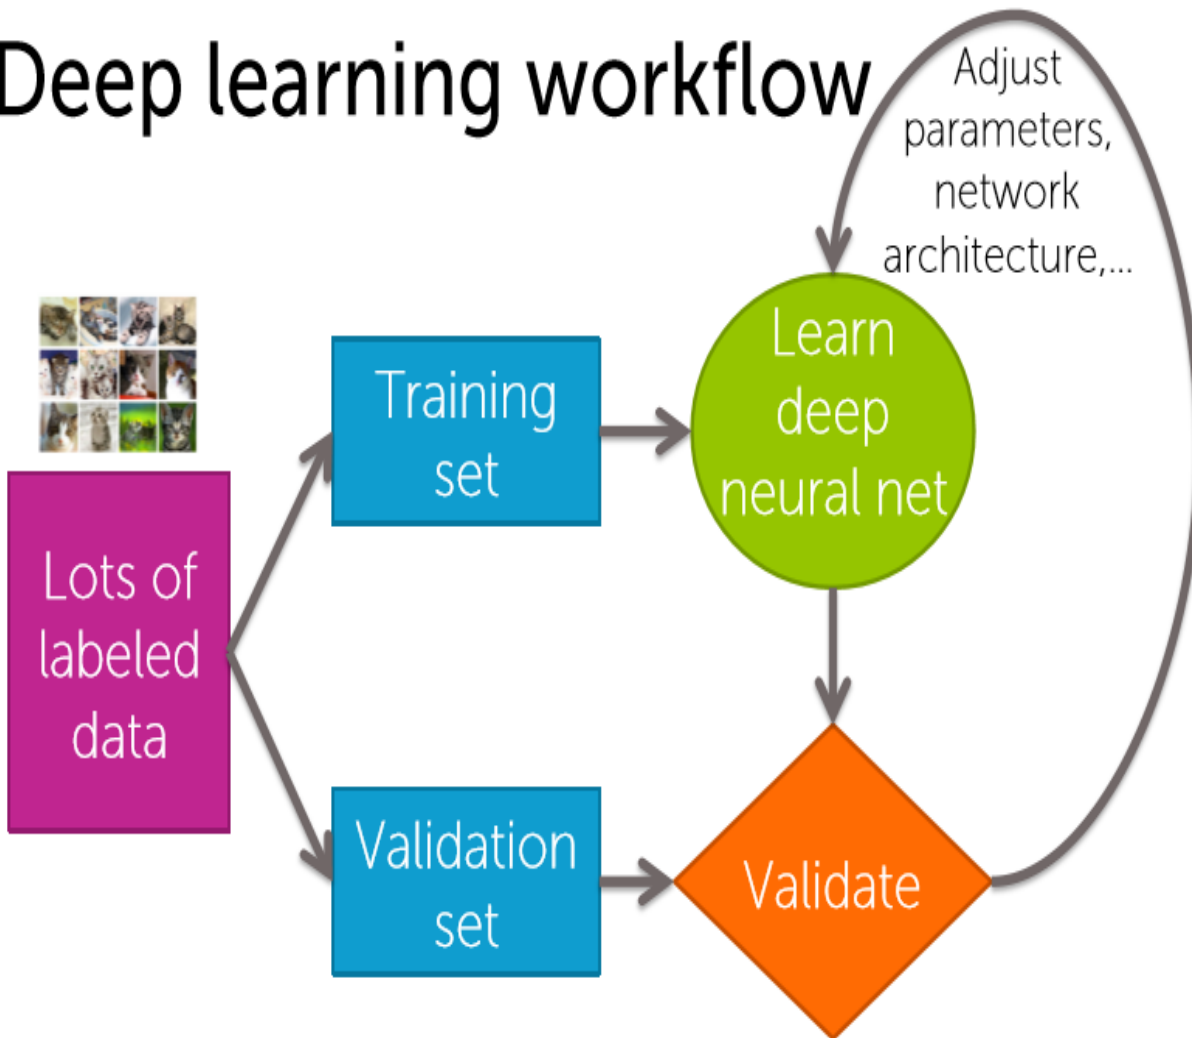 Deep learning workflow
Adjust
parameters,
network
architecture,...
Learn
deep
neural net
Training
set
Lots of
labeled
data
Validation
set
Validate